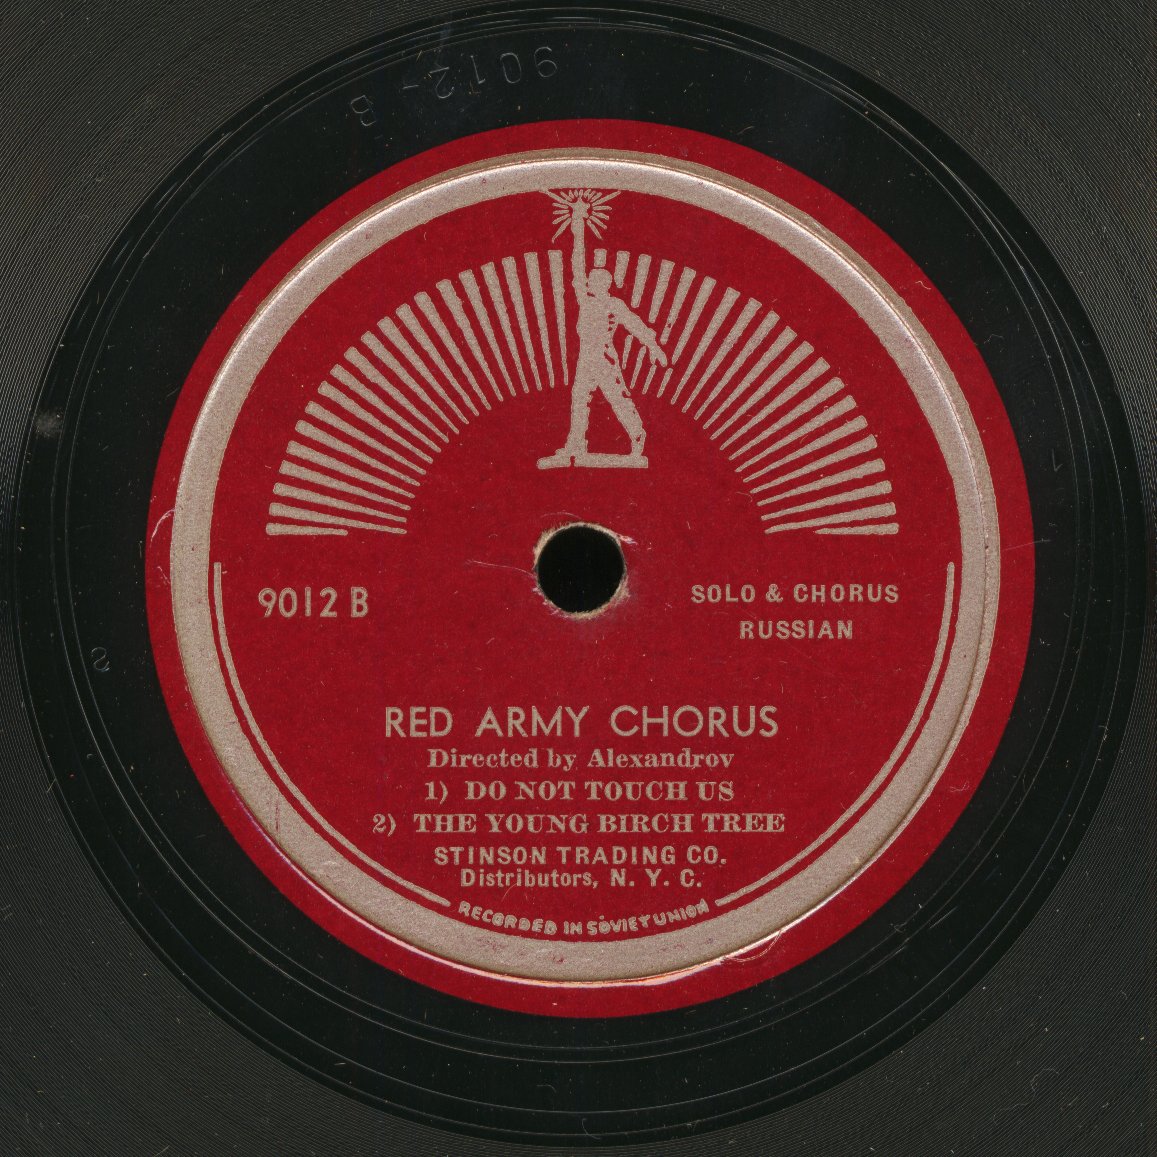 9012-B
9012 B
SOLO & CHORUS
RUSSIAN
RED ARMY CHORUS
Directed by Alexandrov
1) DO NOT TOUCH US
2) THE YOUNG BIRCH TREE
STINSON TRADING CO.
Distributors, N. Y. C.
RECORDED IN SOVIET UNION